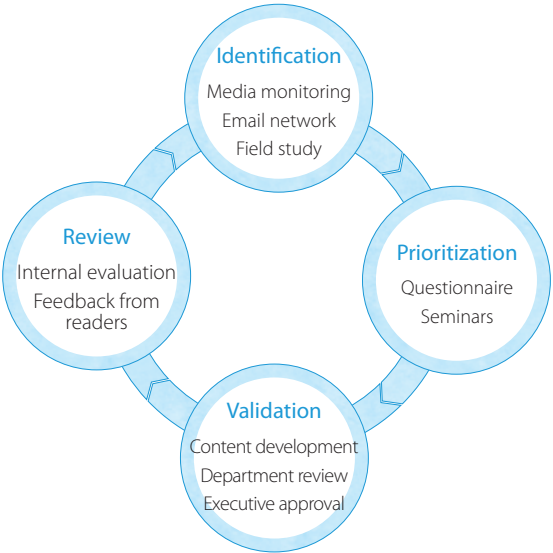 Identification
Media monitoring
Email network
Field study
Prioritization
Questionnaire
Seminars
Validation
Content development
Department review
Executive approval
Review
Internal evaluation
Feedback from
readers